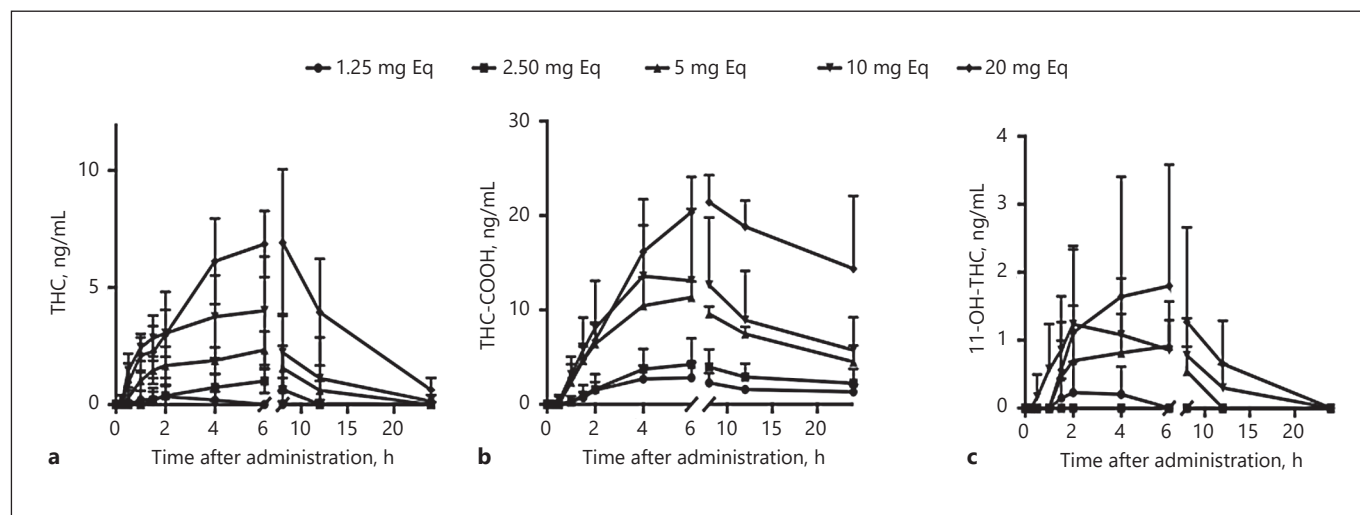 1.25 mg Eq 2.50 mg Eq 5 mg Eq 10 mg Eq 20 mg Eq
THC, ng/mL
10
5
0
0 2 4 6 10 15 20
a Time after administration, h
THC-COOH, ng/mL
30
20
10
0
0 2 4 6 10 15 20
b Time after administration, h
11-OH-THC, ng/mL
4
3
2
1
0
0 2 4 6 10 15 20
c Time after administration, h